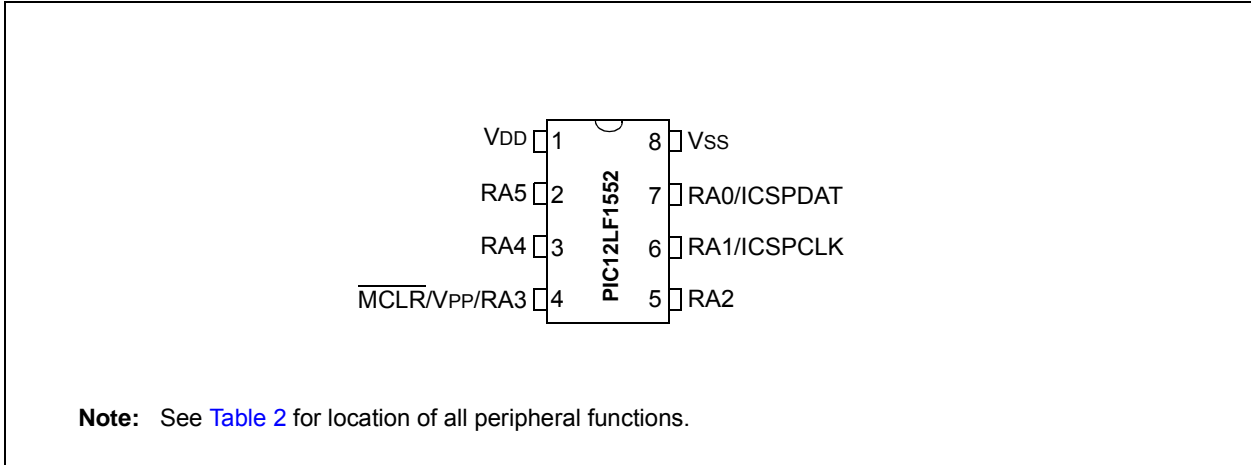 VDD 1 8 VSS
RA5 2 7 RA0/ICSPDAT
RA4 3 6 RA1/ICSPCLK
MCLR/VPP/RA3 4 5 RA2
PIC12LF1552
Note: See Table 2 for location of all peripheral functions.